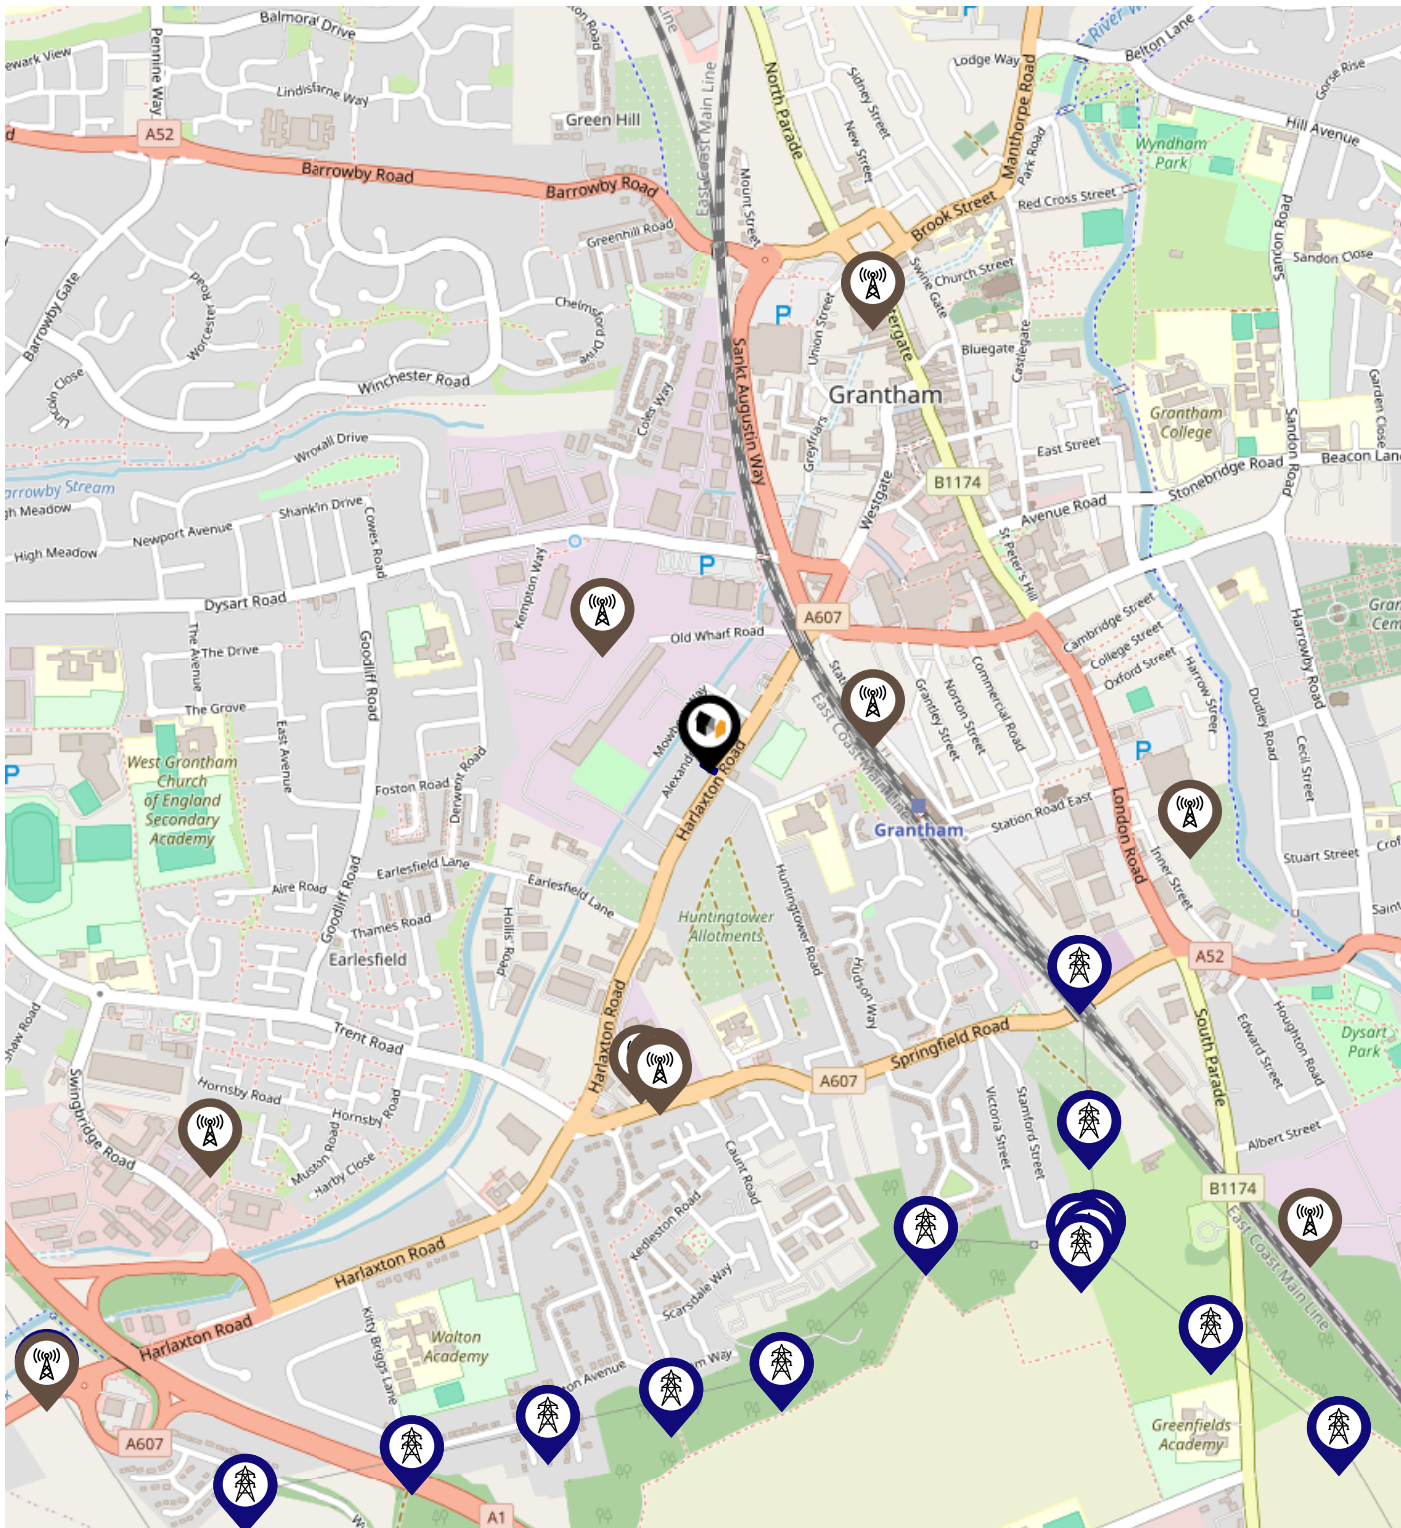 Balmoral Drive
Pennine Way
Lindisfarne Way
A52
Barrowby Road
Barrowby Road
Green Hill
East Coast Main Line
Line
North Parade
Sidney Street
New Street
Lodge Way
Manthorpe Road
Park Road
Belton Lane
Gorse Rise
Hill Avenue
Wyndham
Park
Red Cross Street
Brook Street
Mount Street
Greenhill Road
Church Street
Swine Gate
Sandon Road
Sandon Close
Barrowby Gate
Worcester Road
Chelmsford Drive
Union Street
Bluegate
Castlegate
Winchester Road
Lincoln Close
Coles Way
Sankt Augustin Way
Grantham
Grantham
College
Garden Close
Greyfriars
East Street
Sandon Road
Beacon Lane
Wroxall Drive
B1174
Stonebridge Road
Westgate
Avenue Road
Shanklin Drive
Newport Avenue
High Meadow
Cowes Road
St Peter's Hill
Kempton Way
Dysart Road
A607
Cambridge Street
College Street
Oxford Street
Harrow Street
Harrowby Road
Old Wharf Road
The Avenue
The Drive
Goodliff Road
The Grove
East Avenue
Grantley Street
Norton Street
Commercial Road
Dudley Road
Cecil Street
East Coast Main Line
West Grantham
Church
of England
Secondary
Academy
Foston Road
Derwent Road
Harlaxton Road
Grantham
Station Road East
London Road
Inner Street
Stuart Street
Earlesfield Lane
Earlesfield Lane
Aire Road
Goodliff Road
Thames Road
Earlesfield
Hollis Road
Huntingtower
Allotments
Huntingtower Road
Hudson Way
A52
Harlaxton Road
Springfield Road
A607
South Parade
Edward Street
Houghton Road
Dysart
Park
Trent Road
Hornsby Road
Hornsby Road
Swingbridge Road
Muston Road
Harby Close
Victoria Street
Stamford Street
Albert Street
Caunt Road
Kedleston Road
B1174
East Coast Main Line
Harlaxton Road
Scarsdale Way
Harlaxton Road
Kitty Briggs Lane
Walton
Academy
Greenfields
Academy
A607
A1